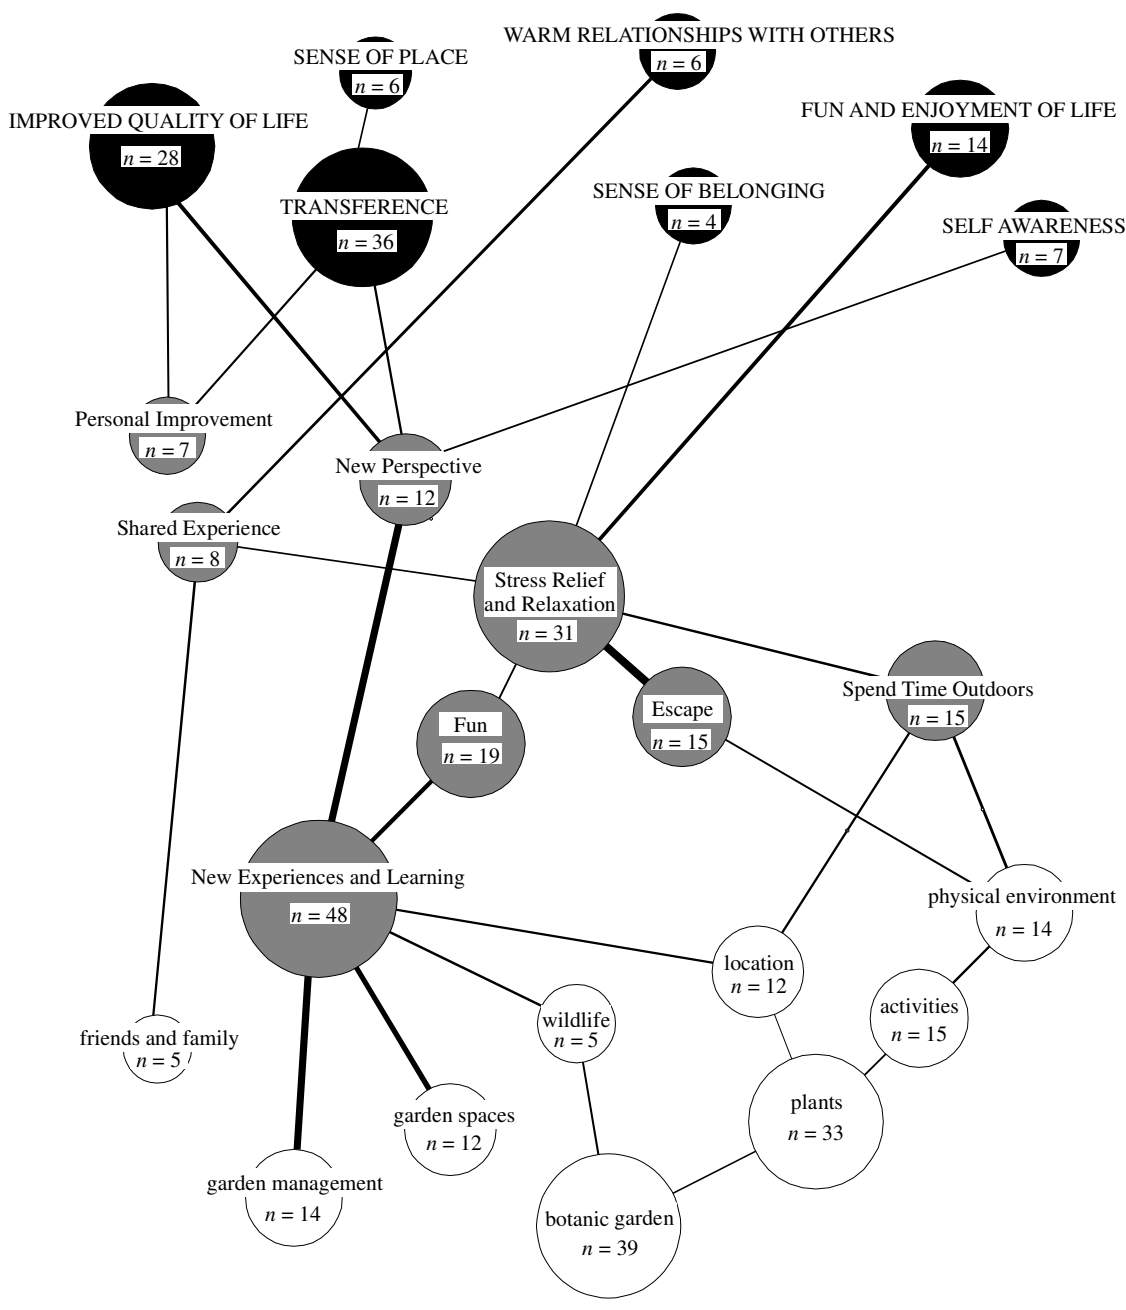 WARM RELATIONSHIPS WITH OTHERS
n = 6
SENSE OF PLACE
n = 6
IMPROVED QUALITY OF LIFE
n = 28
FUN AND ENJOYMENT OF LIFE
n = 14
SENSE OF BELONGING
n = 4
TRANSFERENCE
n = 36
SELF AWARENESS
n = 7
Personal Improvement
n = 7
New Perspective
n = 12
Shared Experience
n = 8
Stress Relief
and Relaxation
n = 31
Spend Time Outdoors
n = 15
Escape
n = 15
Fun
n = 19
New Experiences and Learning
n = 48
physical environment
n = 14
location
n = 12
activities
n = 15
wildlife
n = 5
friends and family
n = 5
plants
n = 33
garden spaces
n = 12
garden management
n = 14
botanic garden
n = 39